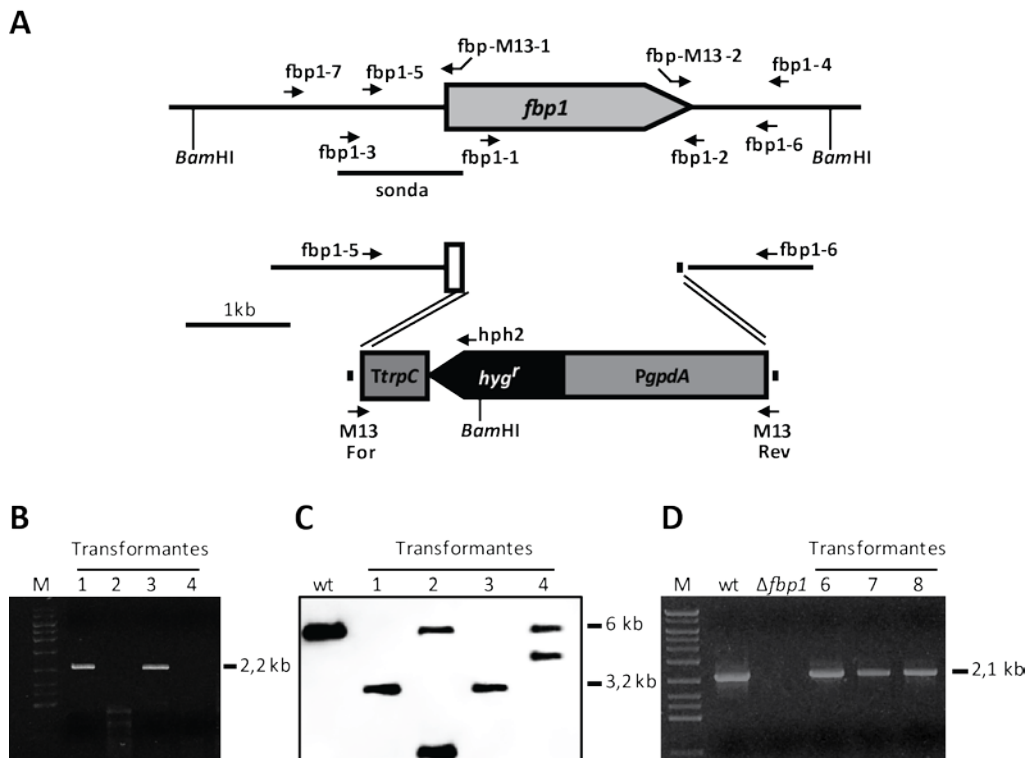 A
fbp-M13-1
fbp-M13-2
fbp1-7
fbp1-5
fbp1-4
fbp1
BamHI
fbp1-3
fbp1-1
fbp1-2
fbp1-6
BamHI
sonda
fbp1-5
fbp1-6
1kb
hph2
TtrpC
hygʳ
PgpdA
M13 For
BamHI
M13 Rev
B
Transformantes
M 1 2 3 4
2,2 kb
C
Transformantes
wt 1 2 3 4
6 kb
3,2 kb
D
Transformantes
M wt Δfbp1 6 7 8
2,1 kb